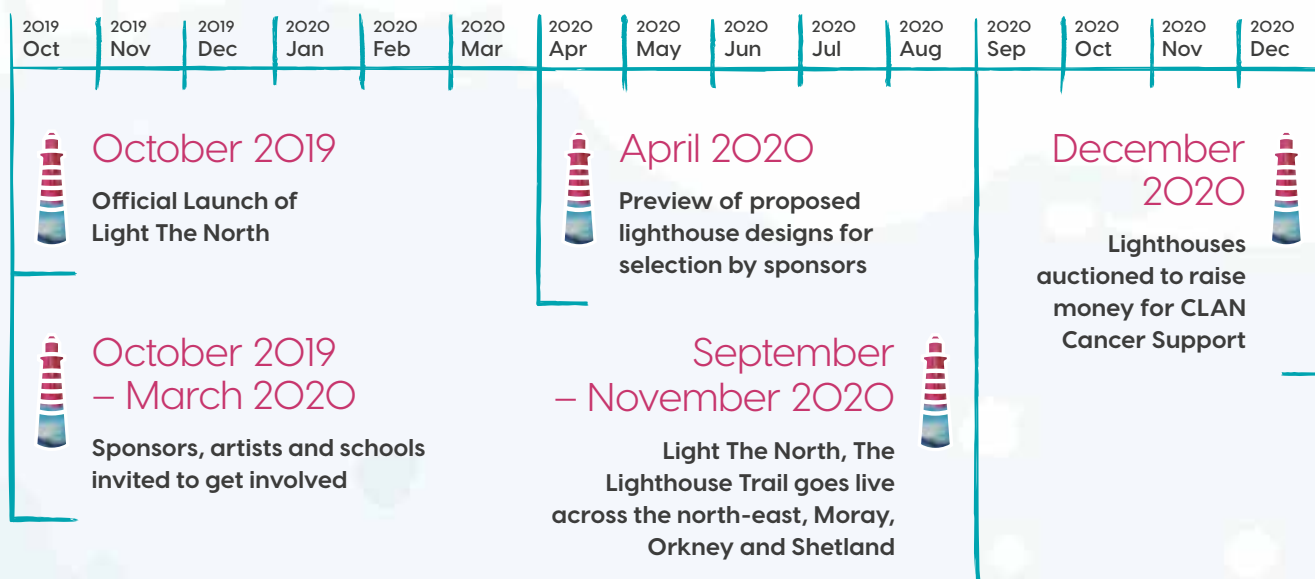 2019
Oct
2019
Nov
2019
Dec
2020
Jan
2020
Feb
2020
Mar
2020
Apr
2020
May
2020
Jun
2020
Jul
2020
Aug
2020
Sep
2020
Oct
2020
Nov
2020
Dec
October 2019
Official Launch of
Light The North
October 2019
– March 2020
Sponsors, artists and schools
invited to get involved
April 2020
Preview of proposed
lighthouse designs for
selection by sponsors
September
– November 2020
Light The North, The
Lighthouse Trail goes live
across the north-east, Moray,
Orkney and Shetland
December
2020
Lighthouses
auctioned to raise
money for CLAN
Cancer Support